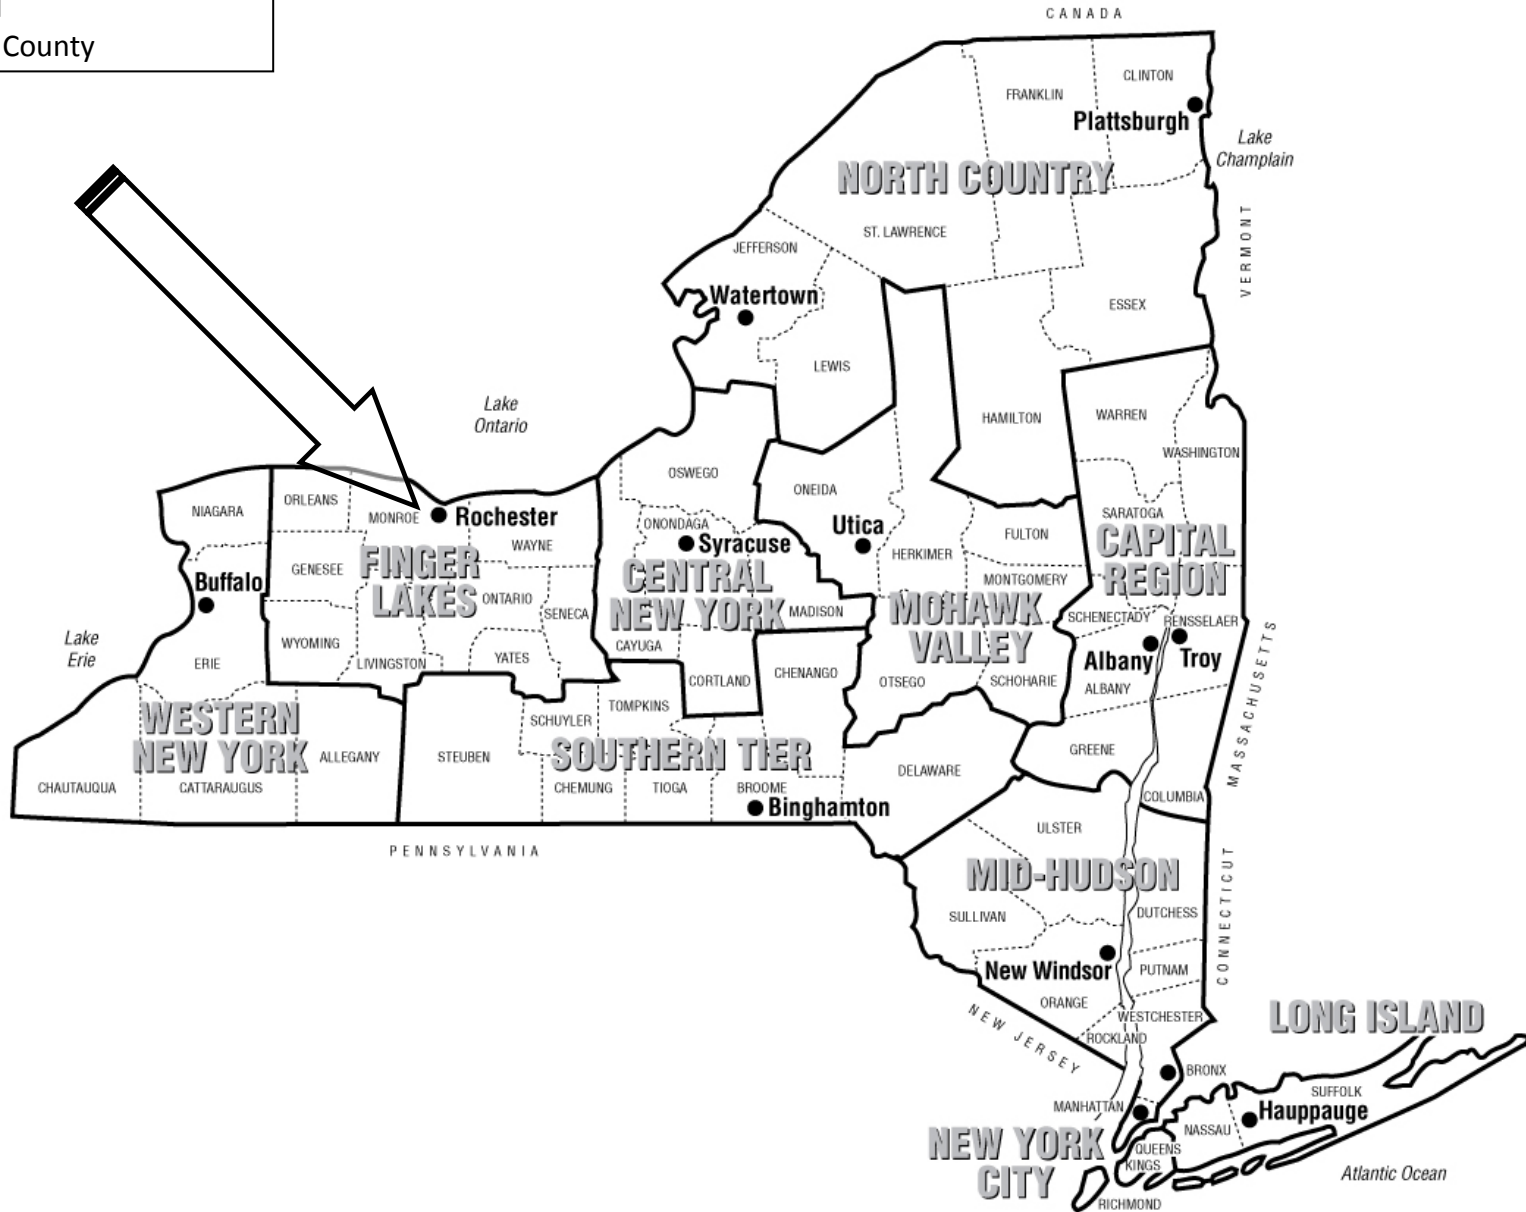 County
CANADA
CLINTON
FRANKLIN
Plattsburgh
Lake
Champlain
NORTH COUNTRY
VERMONT
ST. LAWRENCE
JEFFERSON
Watertown
ESSEX
LEWIS
Lake
Ontario
HAMILTON
WARREN
WASHINGTON
OSWEGO
ONEIDA
NIAGARA
ORLEANS
MONROE
Rochester
WAYNE
ONONDAGA
Syracuse
Utica
HERKIMER
FULTON
SARATOGA
CAPITAL
REGION
GENESEE
FINGER
LAKES
ONTARIO
SENECA
CENTRAL
NEW YORK
MADISON
MONTGOMERY
MOHAWK
VALLEY
SCHENECTADY
RENSSELAER
Buffalo
Lake
Erie
ERIE
WYOMING
LIVINGSTON
YATES
CAYUGA
CORTLAND
CHENANGO
OTSEGO
SCHOHARIE
Albany
Troy
ALBANY
MASSACHUSETTS
WESTERN
NEW YORK
ALLEGANY
STEUBEN
SCHUYLER
TOMPKINS
SOUTHERN TIER
CHAUTAUQUA
CATTARAUGUS
CHEMUNG
TIOGA
BROOME
Binghamton
DELAWARE
GREENE
COLUMBIA
PENNSYLVANIA
ULSTER
MID-HUDSON
SULLIVAN
DUTCHESS
CONNECTICUT
New Windsor
PUTNAM
ORANGE
WESTCHESTER
ROCKLAND
NEW JERSEY
LONG ISLAND
BRONX
MANHATTAN
SUFFOLK
Hauppauge
NASSAU
NEW YORK
CITY
QUEENS
KINGS
RICHMOND
Atlantic Ocean